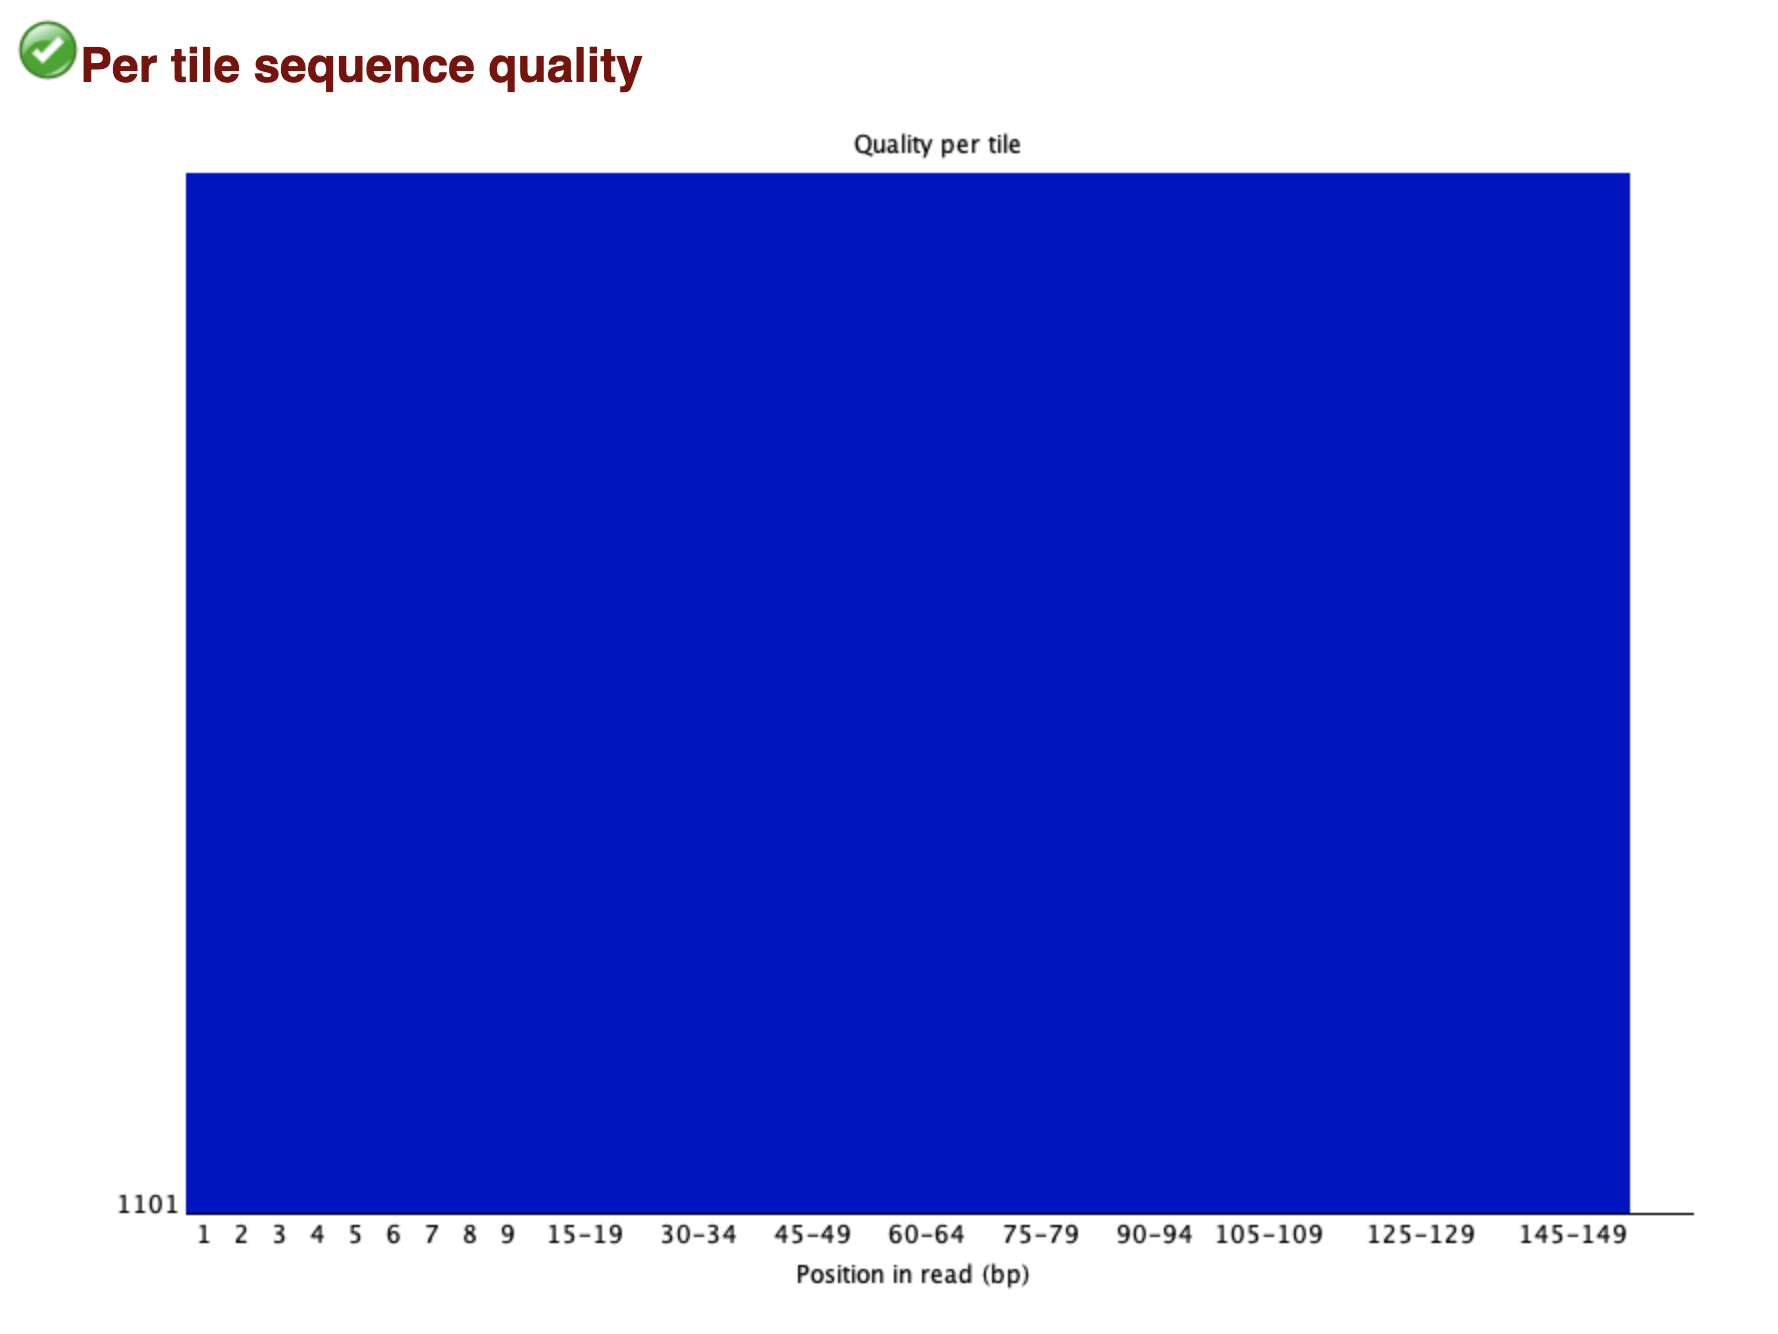 Per tile sequence quality
Quality per tile
1101
1 2 3 4 5 6 7 8 9 15-19 30-34 45-49 60-64 75-79 90-94 105-109 125-129 145-149
Position in read (bp)